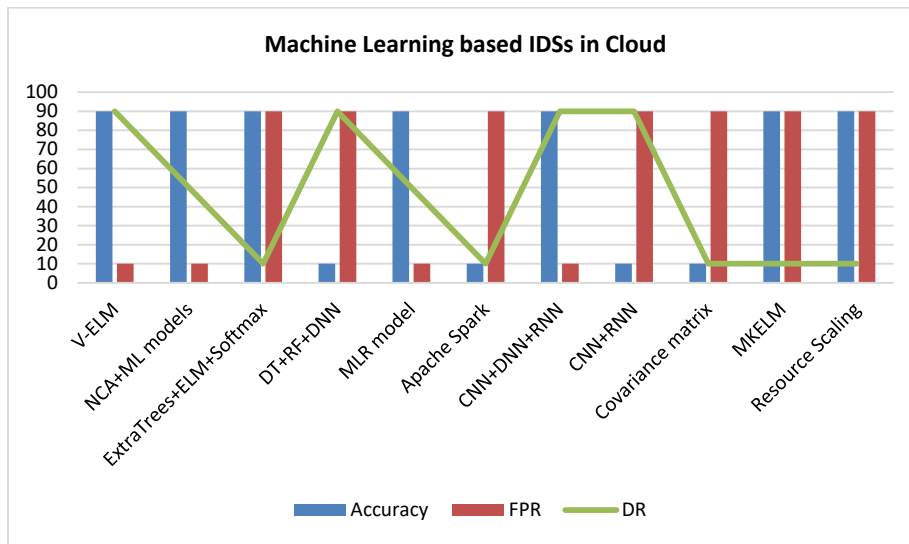 Machine Learning based IDSs in Cloud
100
90
80
70
60
50
40
30
20
10
0
V-ELM
NCA+ML models
ExtraTrees+ELM+Softmax
DT+RF+DNN
MLR model
Apache Spark
CNN+DNN+RNN
CNN+RNN
Covariance matrix
MKELM
Resource Scaling
Accuracy FPR DR